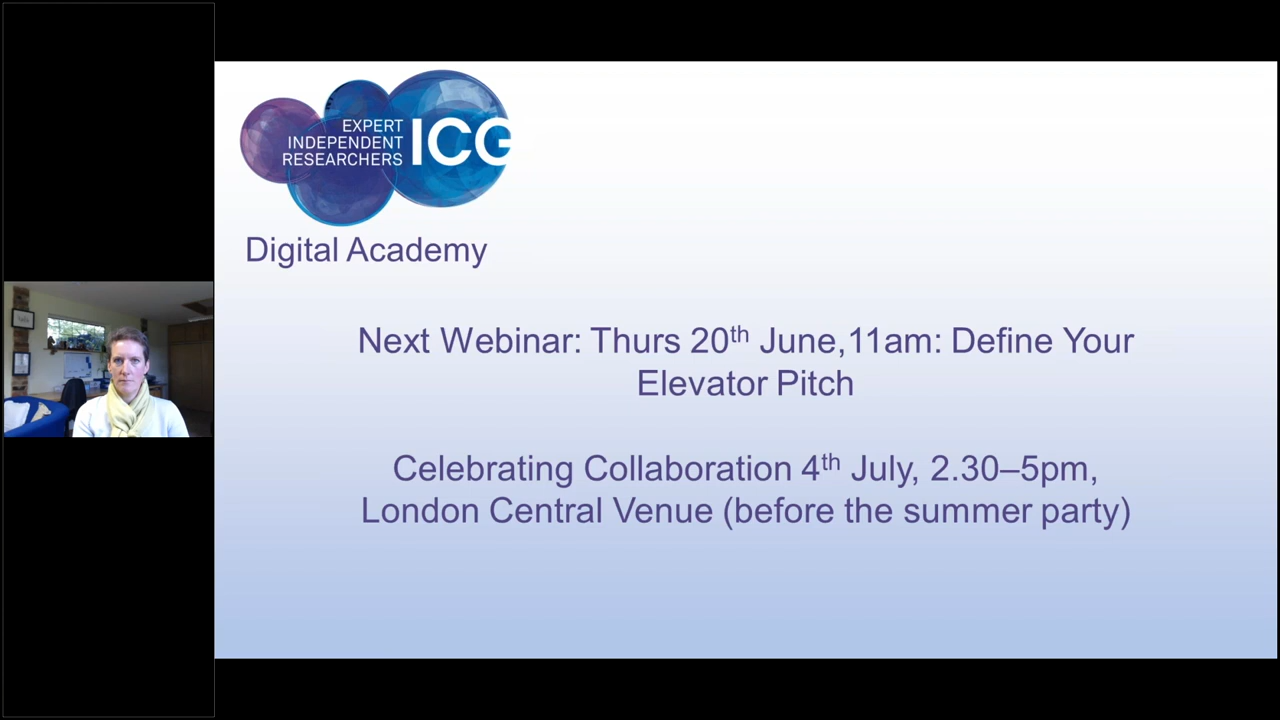 EXPERT
INDEPENDENT
RESEARCHERS
ICG
Digital Academy
Next Webinar: Thurs 20th June,11am: Define Your
Elevator Pitch
Celebrating Collaboration 4th July, 2.30–5pm,
London Central Venue (before the summer party)